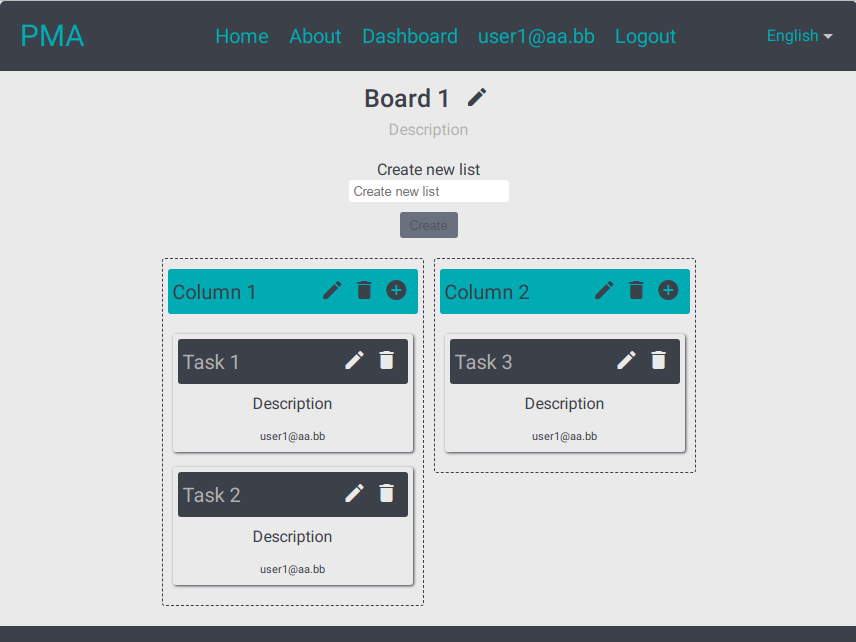 PMA Home About Dashboard user1@aa.bb Logout English
Board 1
Description
Create new list
Create new list
Create
Column 1
Task 1
Description
user1@aa.bb
Task 2
Description
user1@aa.bb
Column 2
Task 3
Description
user1@aa.bb